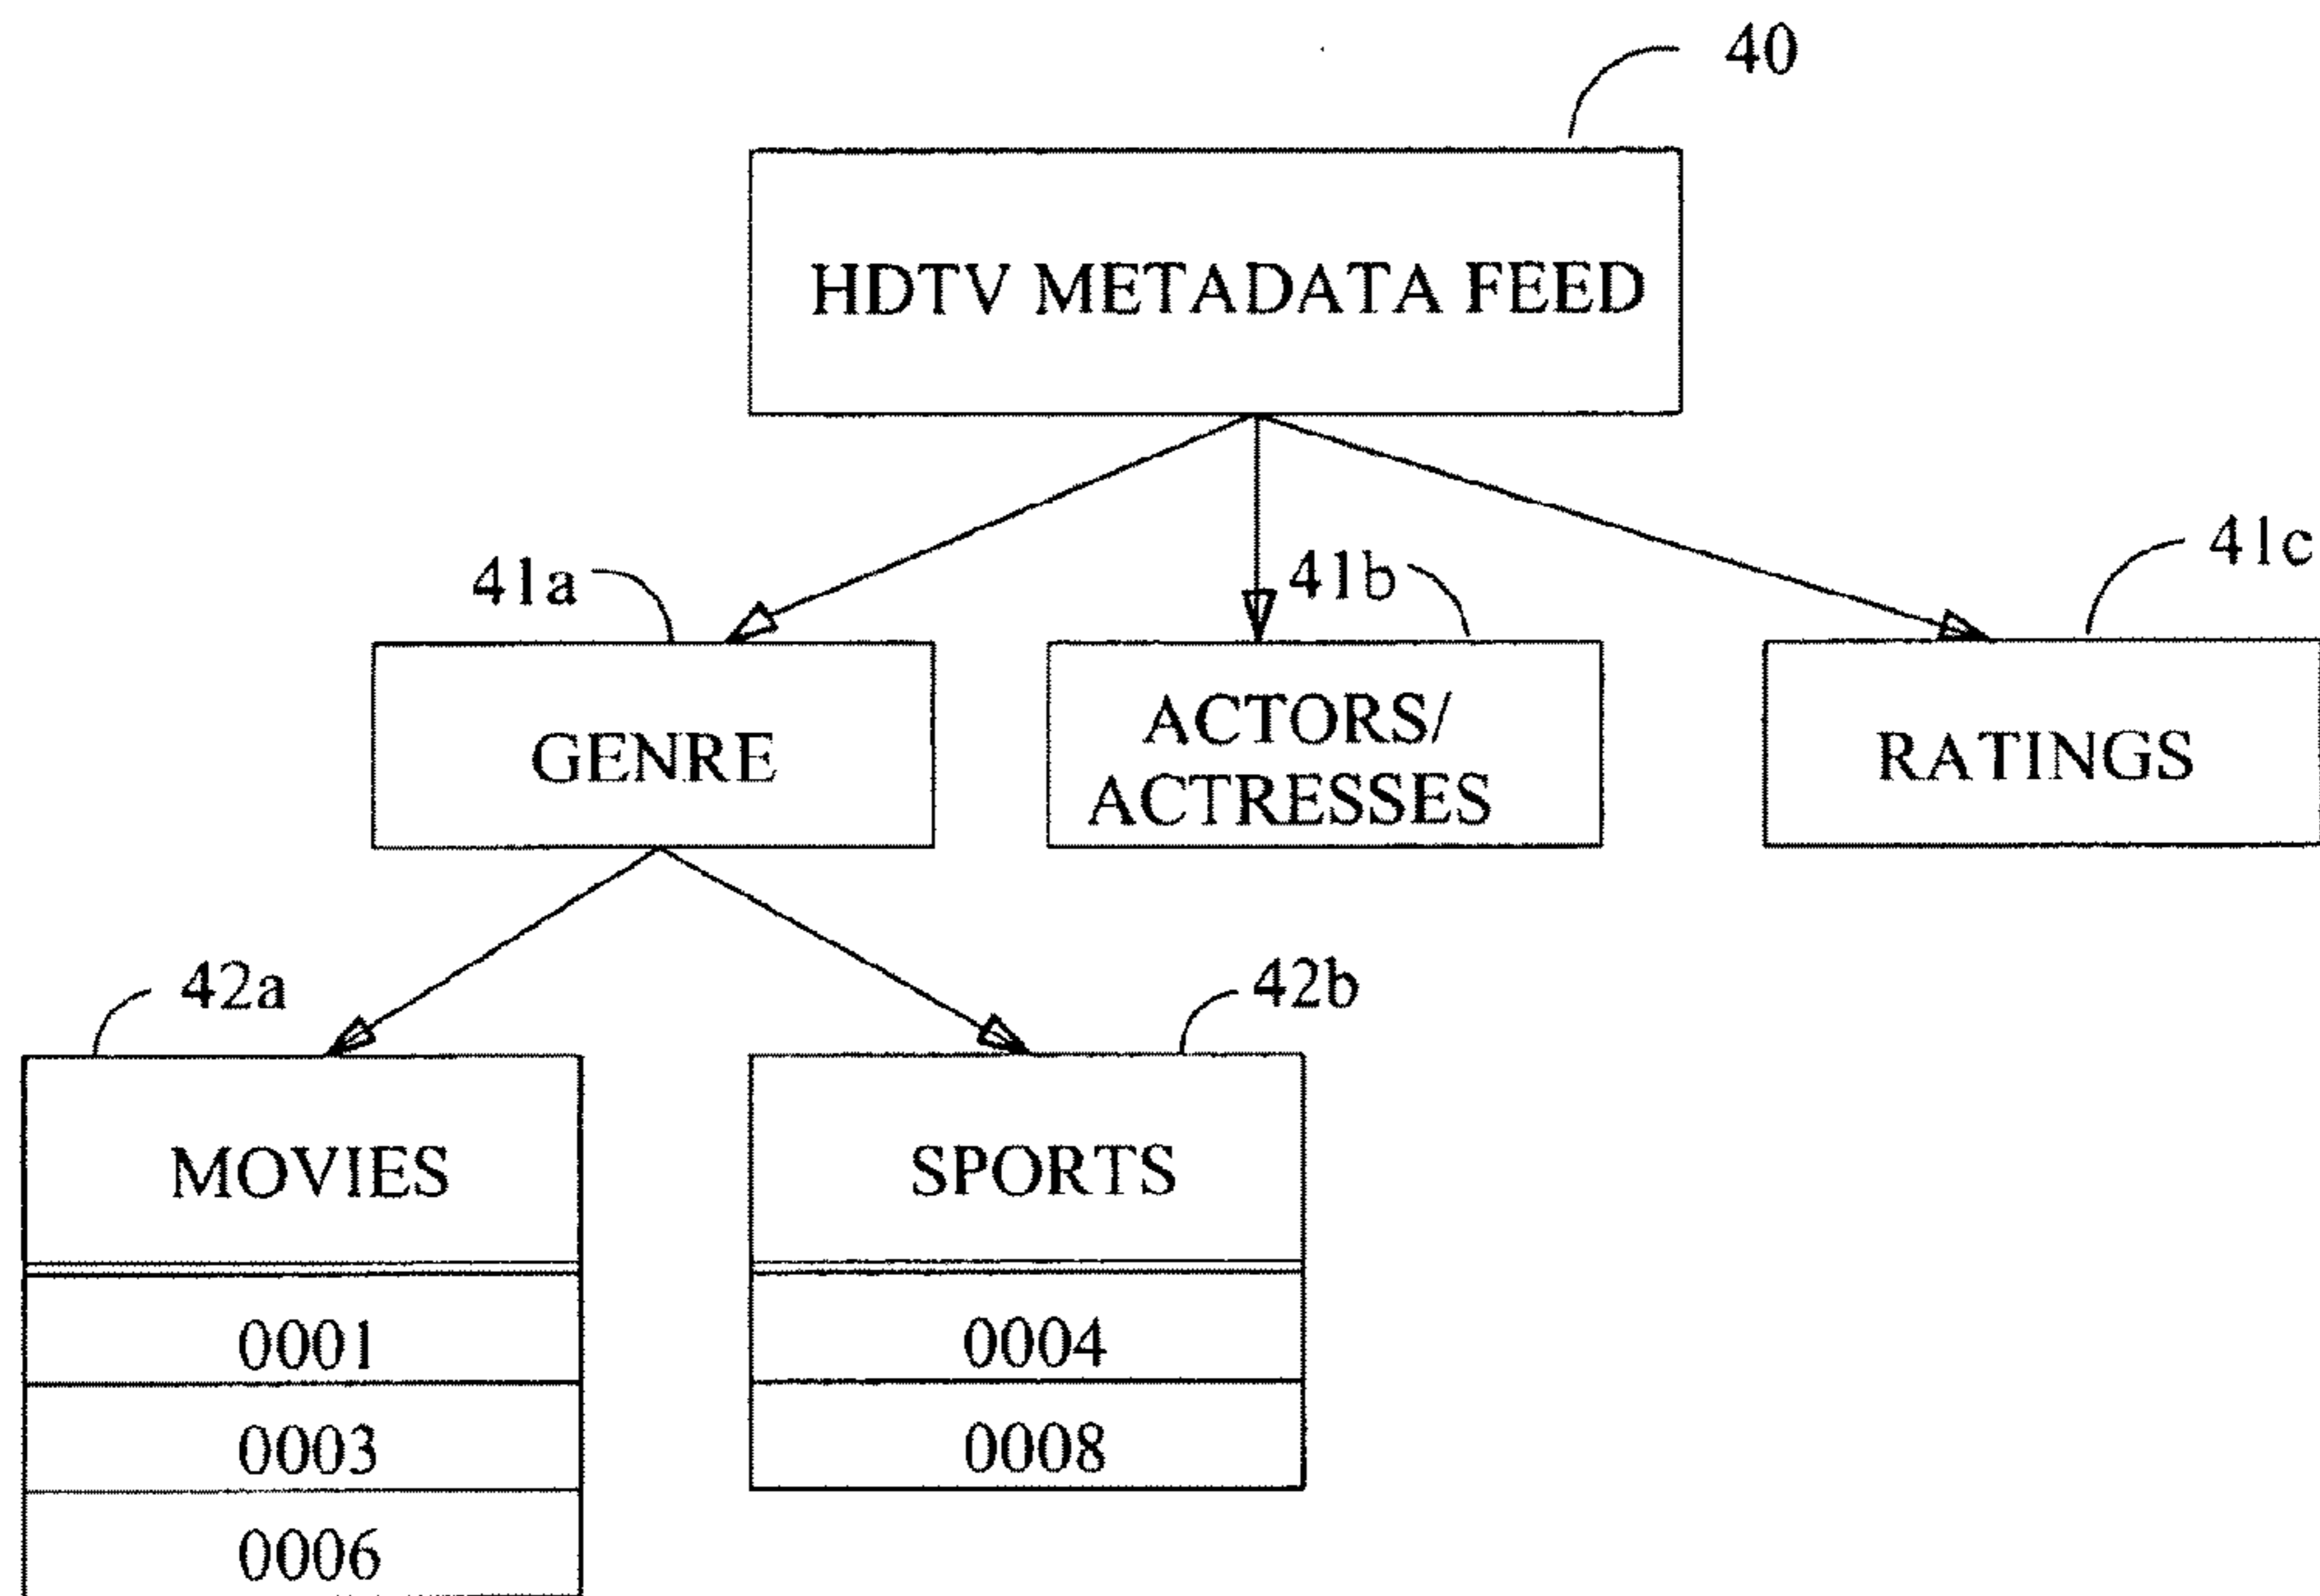 40
HDTV METADATA FEED
41a
41b
41c
GENRE
ACTORS/
ACTRESSES
RATINGS
42a
42b
MOVIES
SPORTS
0001
0004
0003
0008
0006